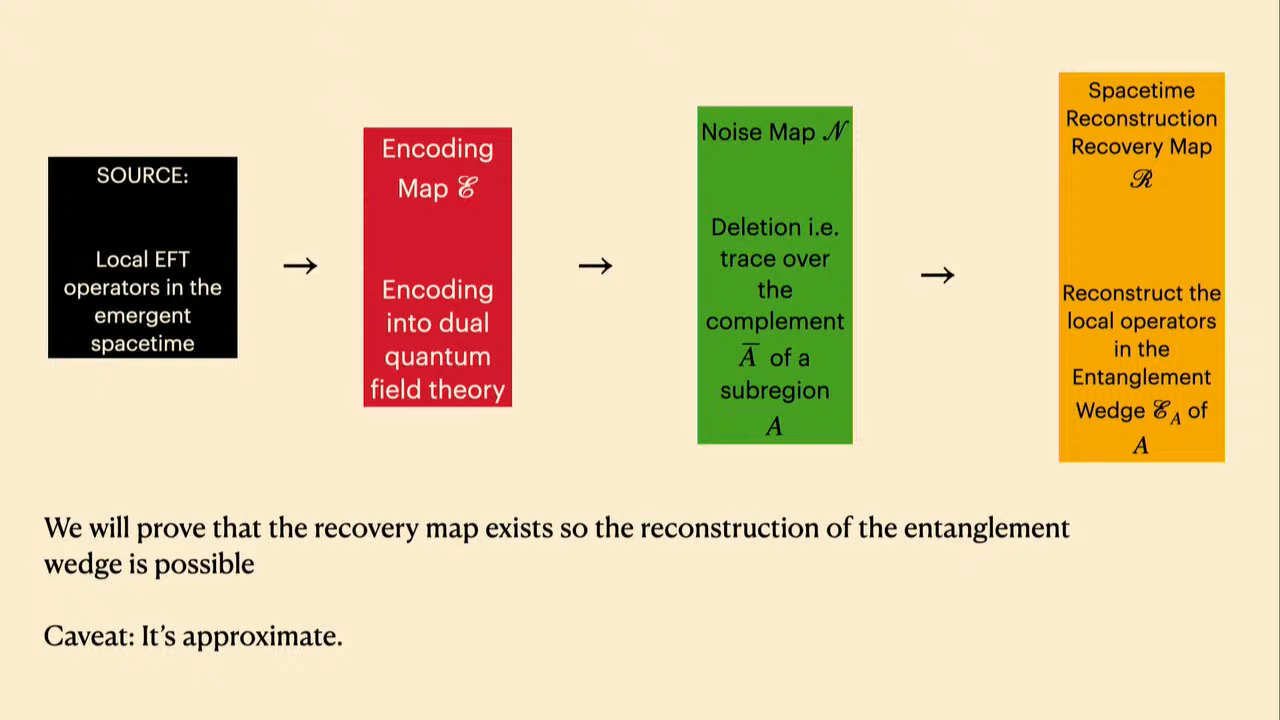 SOURCE:
Local EFT
operators in the
emergent
spacetime
→
Encoding
Map ℰ
Encoding
into dual
quantum
field theory
→
Noise Map 𝒩
Deletion i.e.
trace over
the
complement
A̅ of a
subregion
A
→
Spacetime
Reconstruction
Recovery Map
ℛ
Reconstruct the
local operators
in the
Entanglement
Wedge ℰ_A of
A
We will prove that the recovery map exists so the reconstruction of the entanglement
wedge is possible
Caveat: It’s approximate.